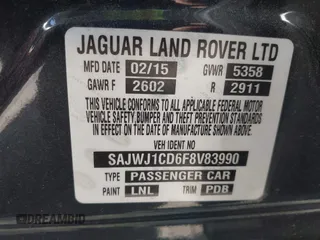 JAGUAR LAND ROVER LTD
MFD DATE 02/15 GVWR 5358
GAWR F 2602 R 2911
THIS VEHICLE CONFORMS TO ALL APPLICABLE FEDERAL MOTOR
VEHICLE SAFETY, BUMPER AND THEFT PREVENTION STANDARDS
IN EFFECT ON THE DATE OF MANUFACTURE SHOWN ABOVE
VEH IDENT NO
SAJWJ1CD6F8V83990
TYPE PASSENGER CAR
PAINT LNL TRIM PDB
DREAMBID